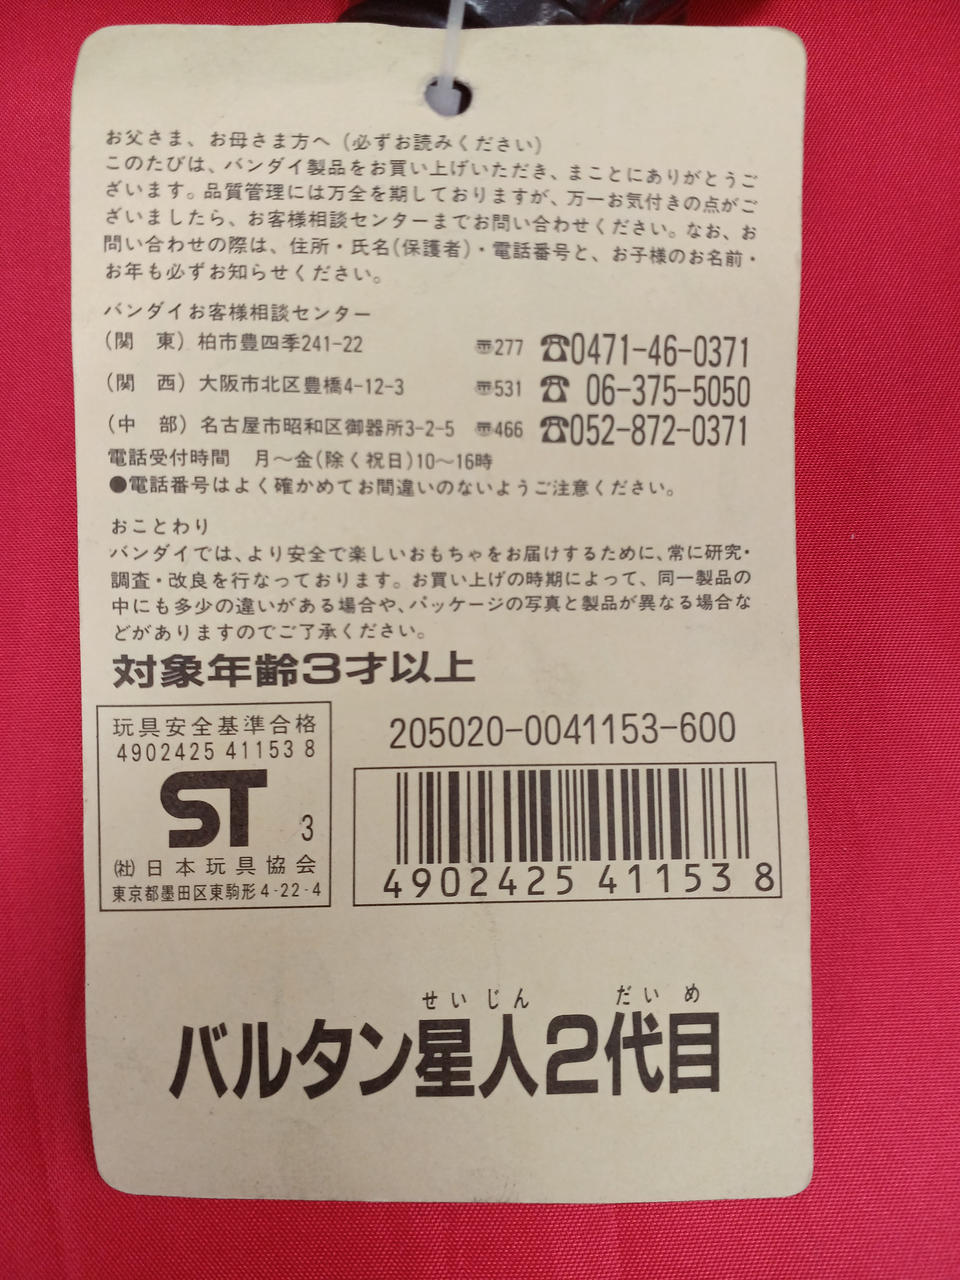 お父さま、お母さま方へ (必ずお読みください)
このたびは、バンダイ製品をお買い上げいただき、まことにありがとうご
ざいます。品質管理には万全を期しておりますが、万一お気付きの点がご
ざいましたら、お客様相談センターまでお問い合わせください。なお、お
問い合わせの際は、住所・氏名(保護者)・電話番号と、お子様のお名前・
お年も必ずお知らせください。
バンダイお客様相談センター
(関 東) 柏市豊四季241-22 〠277 ☎0471-46-0371
(関 西) 大阪市北区豊橋4-12-3 〠531 ☎ 06-375-5050
(中 部) 名古屋市昭和区御器所3-2-5 〠466 ☎052-872-0371
電話受付時間 月～金(除く祝日)10～16時
●電話番号はよく確かめてお間違いのないようご注意ください。
おことわり
バンダイでは、より安全で楽しいおもちゃをお届けするために、常に研究・
調査・改良を行なっております。お買い上げの時期によって、同一製品の
中にも多少の違いがある場合や、パッケージの写真と製品が異なる場合な
どがありますのでご了承ください。
対象年齢3才以上
玩具安全基準合格
4902425 41153 8
ST 3
(社)日本玩具協会
東京都墨田区東駒形4-22-4
205020-0041153-600
4902425 41153 8
せいじん だいめ
バルタン星人2代目